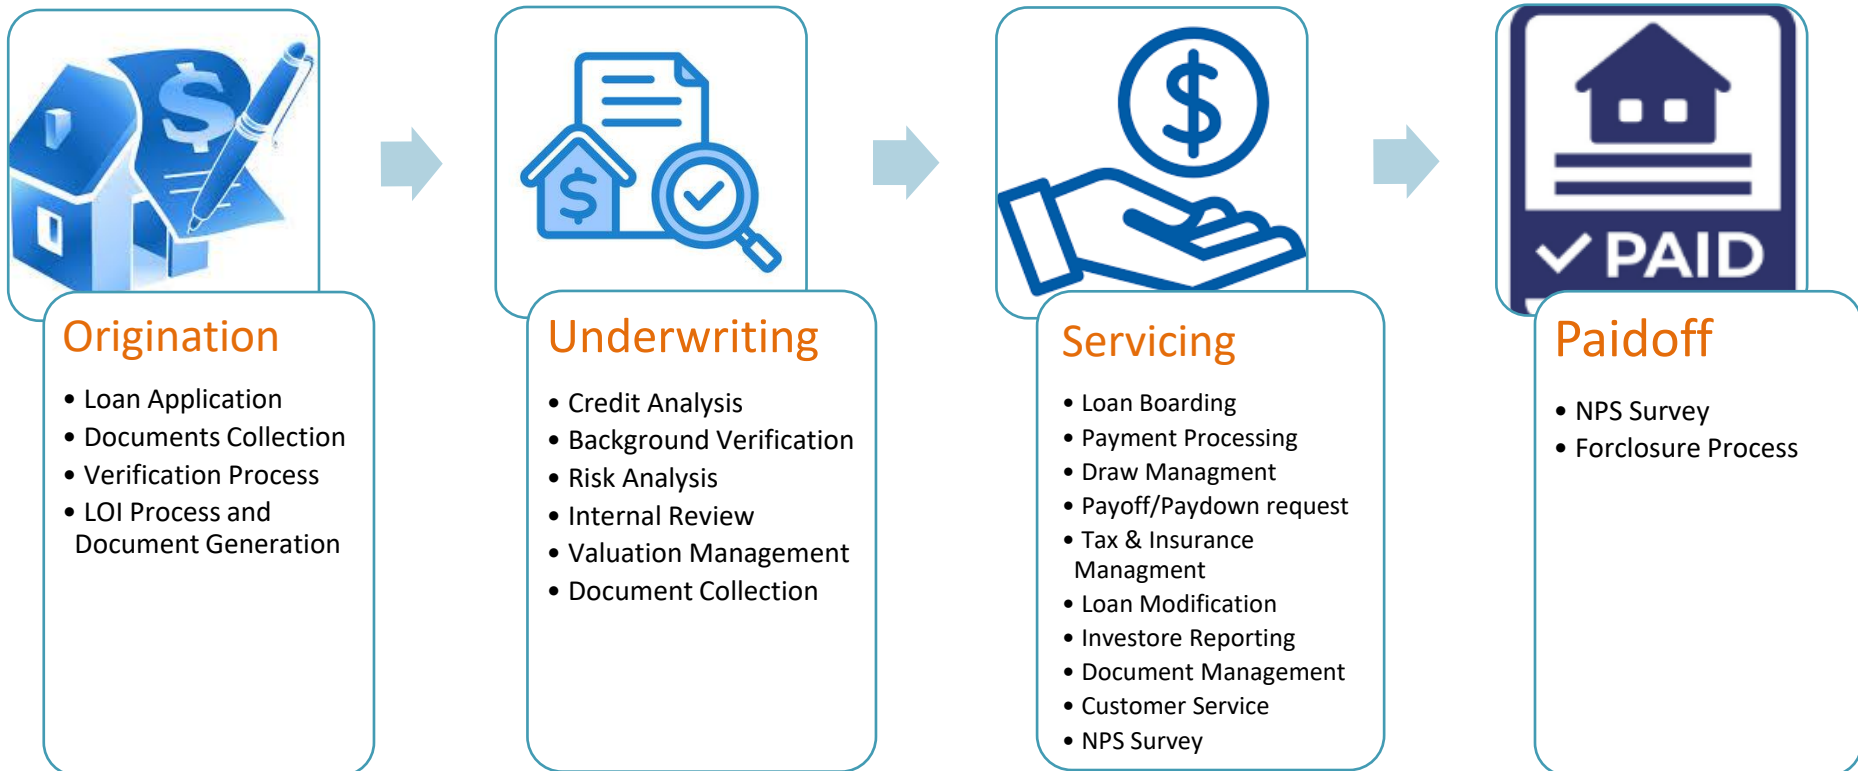 $
$
$
✓ PAID
Origination
• Loan Application
• Documents Collection
• Verification Process
• LOI Process and
Document Generation
Underwriting
• Credit Analysis
• Background Verification
• Risk Analysis
• Internal Review
• Valuation Management
• Document Collection
Servicing
• Loan Boarding
• Payment Processing
• Draw Managment
• Payoff/Paydown request
• Tax & Insurance
Managment
• Loan Modification
• Investore Reporting
• Document Management
• Customer Service
• NPS Survey
Paidoff
• NPS Survey
• Forclosure Process